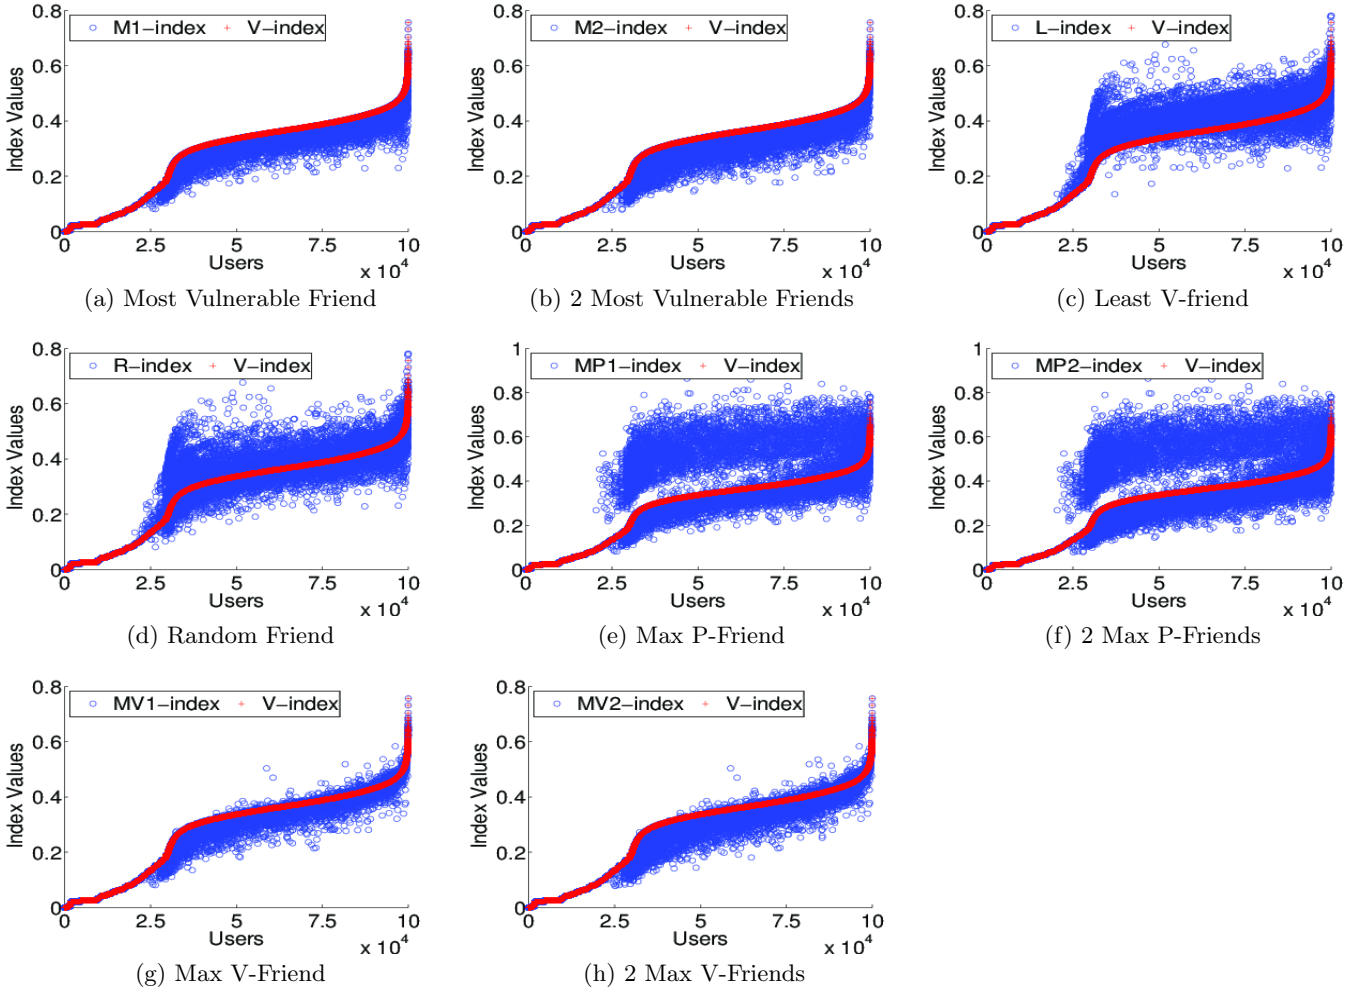 M1−index V−index
Index Values
0.8
0.6
0.4
0.2
0
0 2.5 5 7.5 10
Users
x 10^4
(a) Most Vulnerable Friend
M2−index V−index
Index Values
0.8
0.6
0.4
0.2
0
0 2.5 5 7.5 10
Users
x 10^4
(b) 2 Most Vulnerable Friends
L−index V−index
Index Values
0.8
0.6
0.4
0.2
0
0 2.5 5 7.5 10
Users
x 10^4
(c) Least V-friend
R−index V−index
Index Values
0.8
0.6
0.4
0.2
0
0 2.5 5 7.5 10
Users
x 10^4
(d) Random Friend
MP1−index V−index
Index Values
1
0.8
0.6
0.4
0.2
0
0 2.5 5 7.5 10
Users
x 10^4
(e) Max P-Friend
MP2−index V−index
Index Values
1
0.8
0.6
0.4
0.2
0
0 2.5 5 7.5 10
Users
x 10^4
(f) 2 Max P-Friends
MV1−index V−index
Index Values
0.8
0.6
0.4
0.2
0
0 2.5 5 7.5 10
Users
x 10^4
(g) Max V-Friend
MV2−index V−index
Index Values
0.8
0.6
0.4
0.2
0
0 2.5 5 7.5 10
Users
x 10^4
(h) 2 Max V-Friends